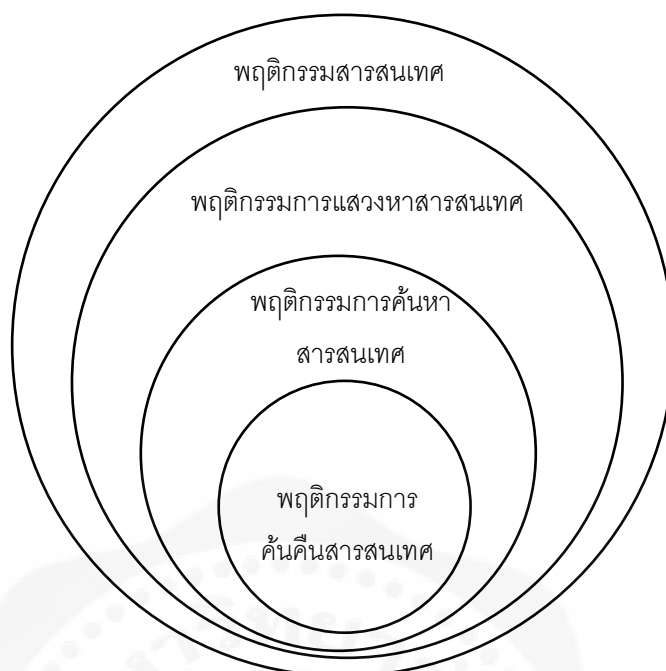 พฤติกรรมสารสนเทศ
พฤติกรรมการแสวงหาสารสนเทศ
พฤติกรรมการค้นหา
สารสนเทศ
พฤติกรรมการ
ค้นคืนสารสนเทศ